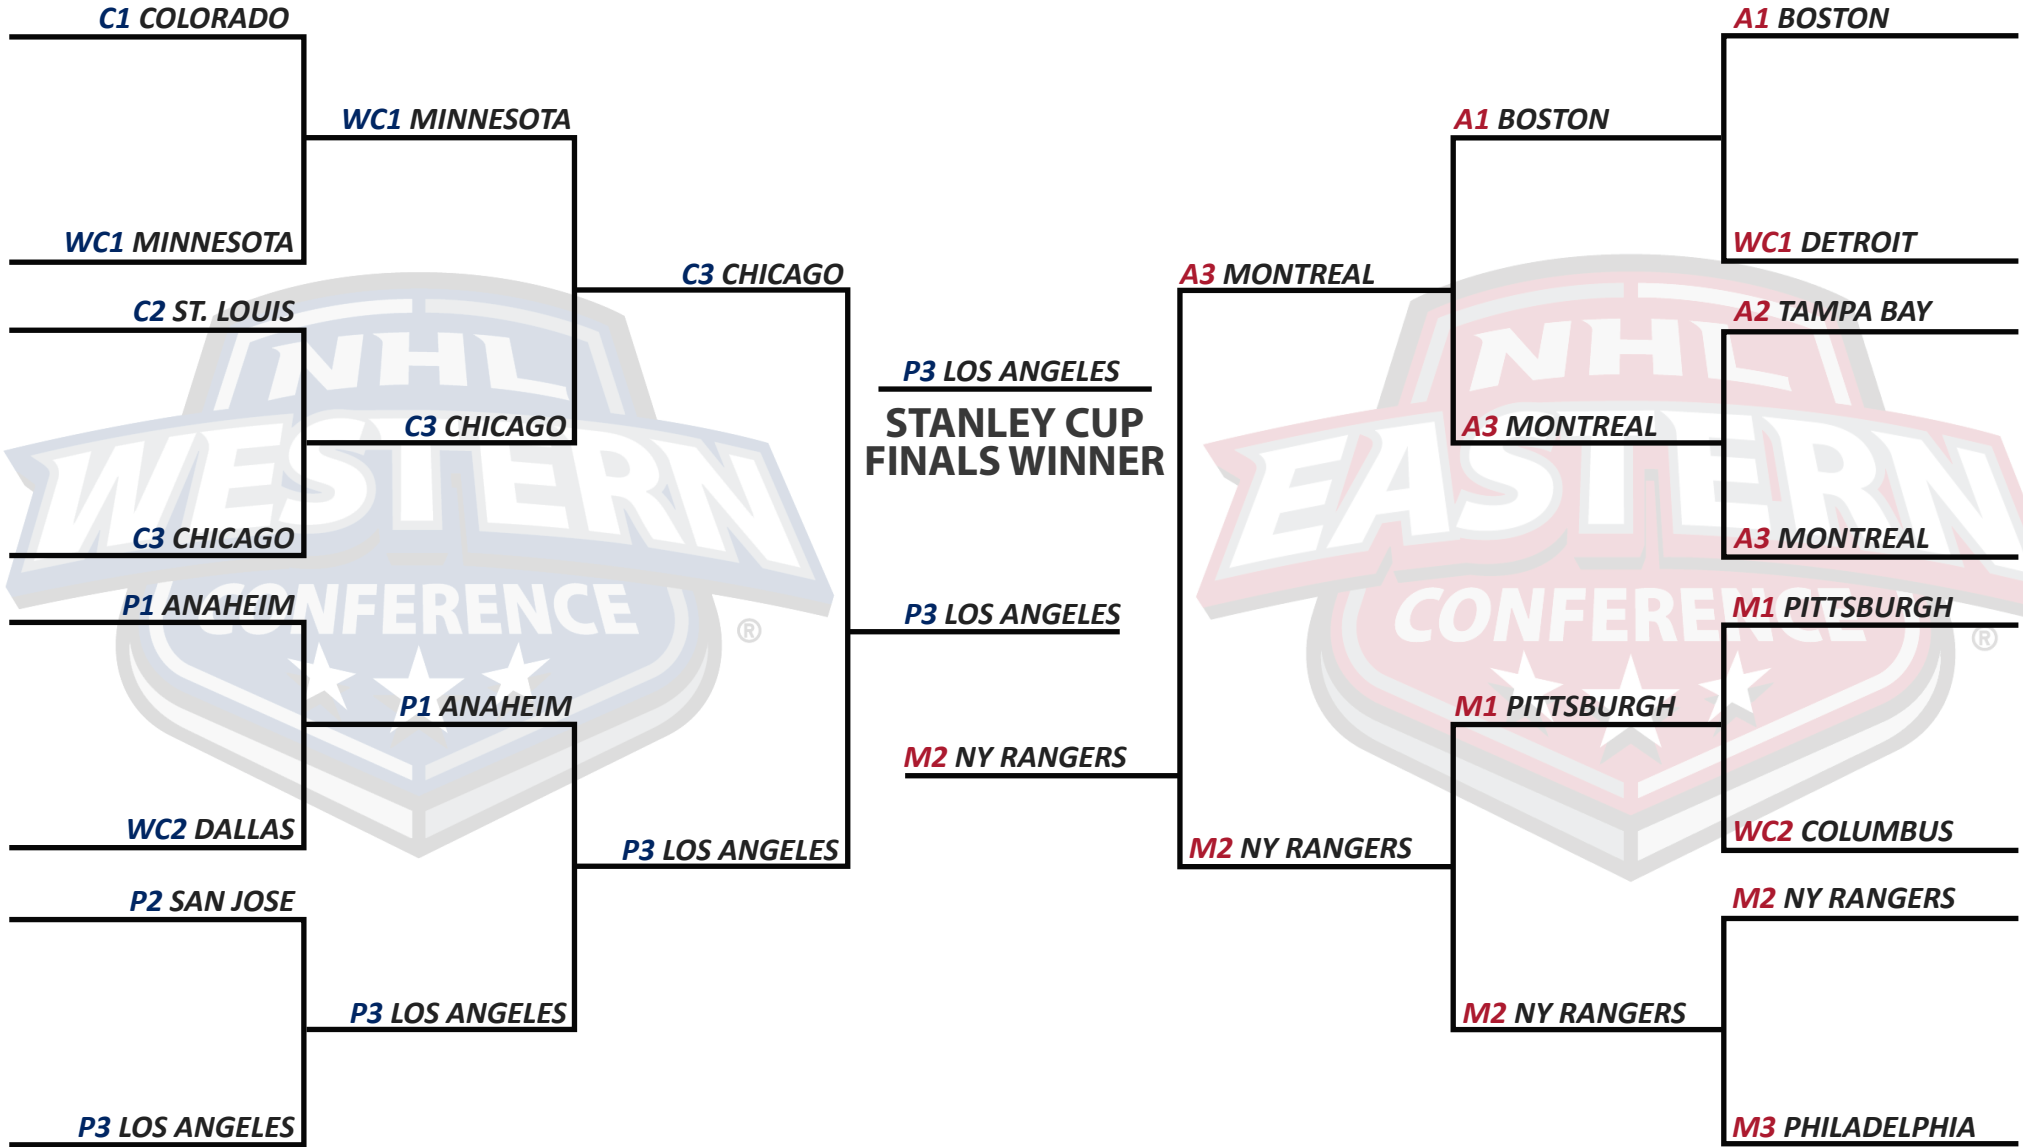 C1 COLORADO
WC1 MINNESOTA
C2 ST. LOUIS
C3 CHICAGO
P1 ANAHEIM
WC2 DALLAS
P2 SAN JOSE
P3 LOS ANGELES
WC1 MINNESOTA
C3 CHICAGO
P1 ANAHEIM
P3 LOS ANGELES
C3 CHICAGO
P3 LOS ANGELES
P3 LOS ANGELES
STANLEY CUP
FINALS WINNER
P3 LOS ANGELES
M2 NY RANGERS
A3 MONTREAL
M2 NY RANGERS
A1 BOSTON
A3 MONTREAL
M1 PITTSBURGH
M2 NY RANGERS
A1 BOSTON
WC1 DETROIT
A2 TAMPA BAY
A3 MONTREAL
M1 PITTSBURGH
WC2 COLUMBUS
M2 NY RANGERS
M3 PHILADELPHIA
NHL
WESTERN
CONFERENCE
®
NHL
EASTERN
CONFERENCE
®